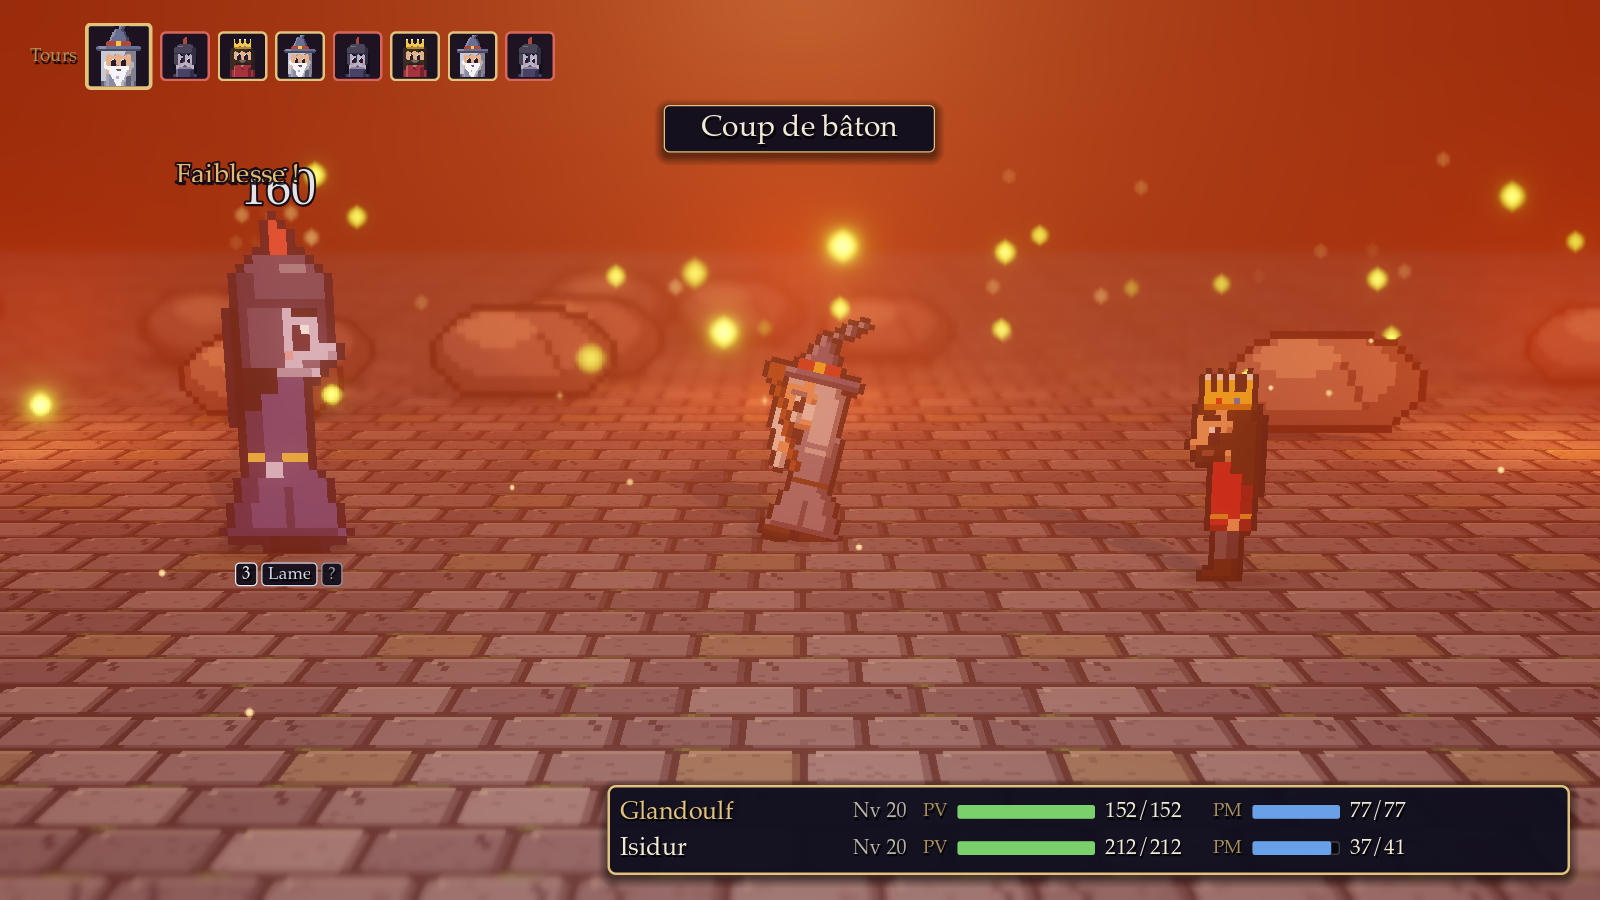 Tours
Coup de bâton
Faiblesse !
160
3 Lame ?
Glandoulf Nv 20 PV 152/152 PM 77/77
Isidur Nv 20 PV 212/212 PM 37/41